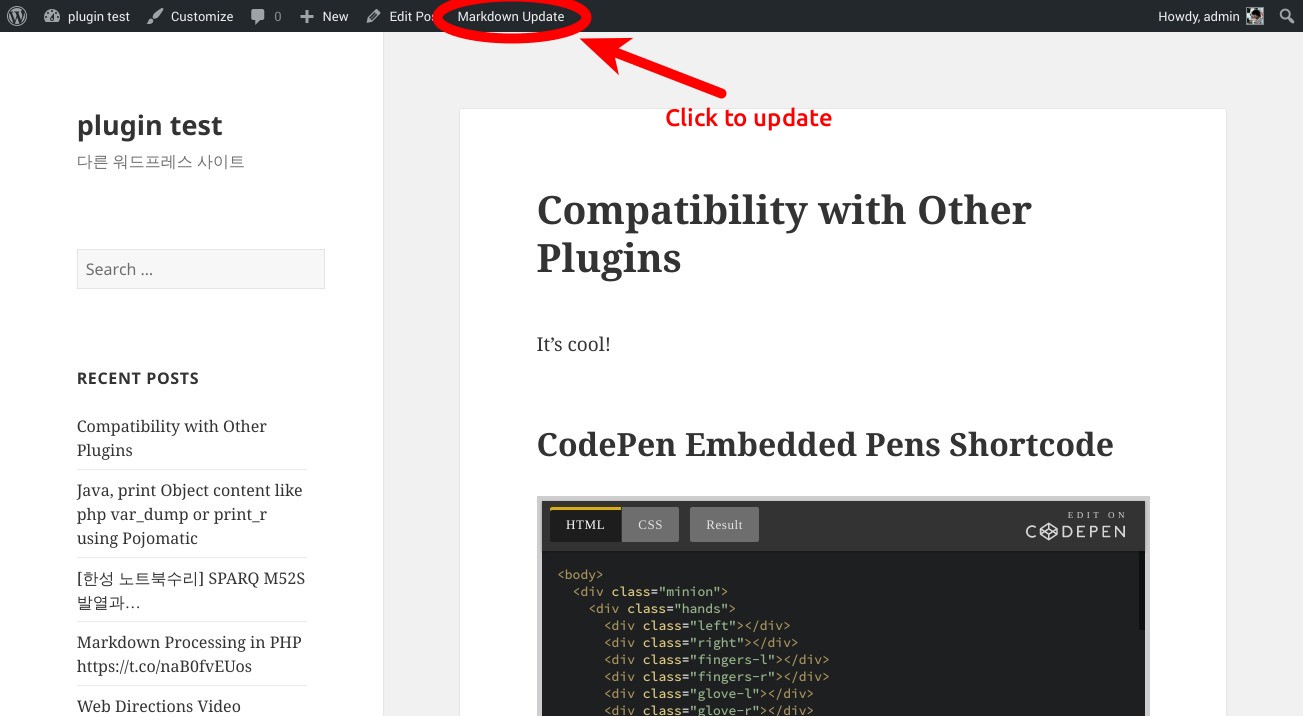 plugin test Customize 0 New Edit Po Markdown Update Howdy, admin
Click to update
plugin test
다른 워드프레스 사이트
Search ...
RECENT POSTS
Compatibility with Other
Plugins
Java, print Object content like
php var_dump or print_r
using Pojomatic
[한성 노트북수리] SPARQ M52S
발열과…
Markdown Processing in PHP
https://t.co/naB0fvEUos
Web Directions Video
Compatibility with Other
Plugins
It’s cool!
CodePen Embedded Pens Shortcode
HTML CSS Result
EDIT ON
CODEPEN
<body>
<div class="minion">
<div class="hands">
<div class="left"></div>
<div class="right"></div>
<div class="fingers-l"></div>
<div class="fingers-r"></div>
<div class="glove-l"></div>
<div class="glove-r"></div>